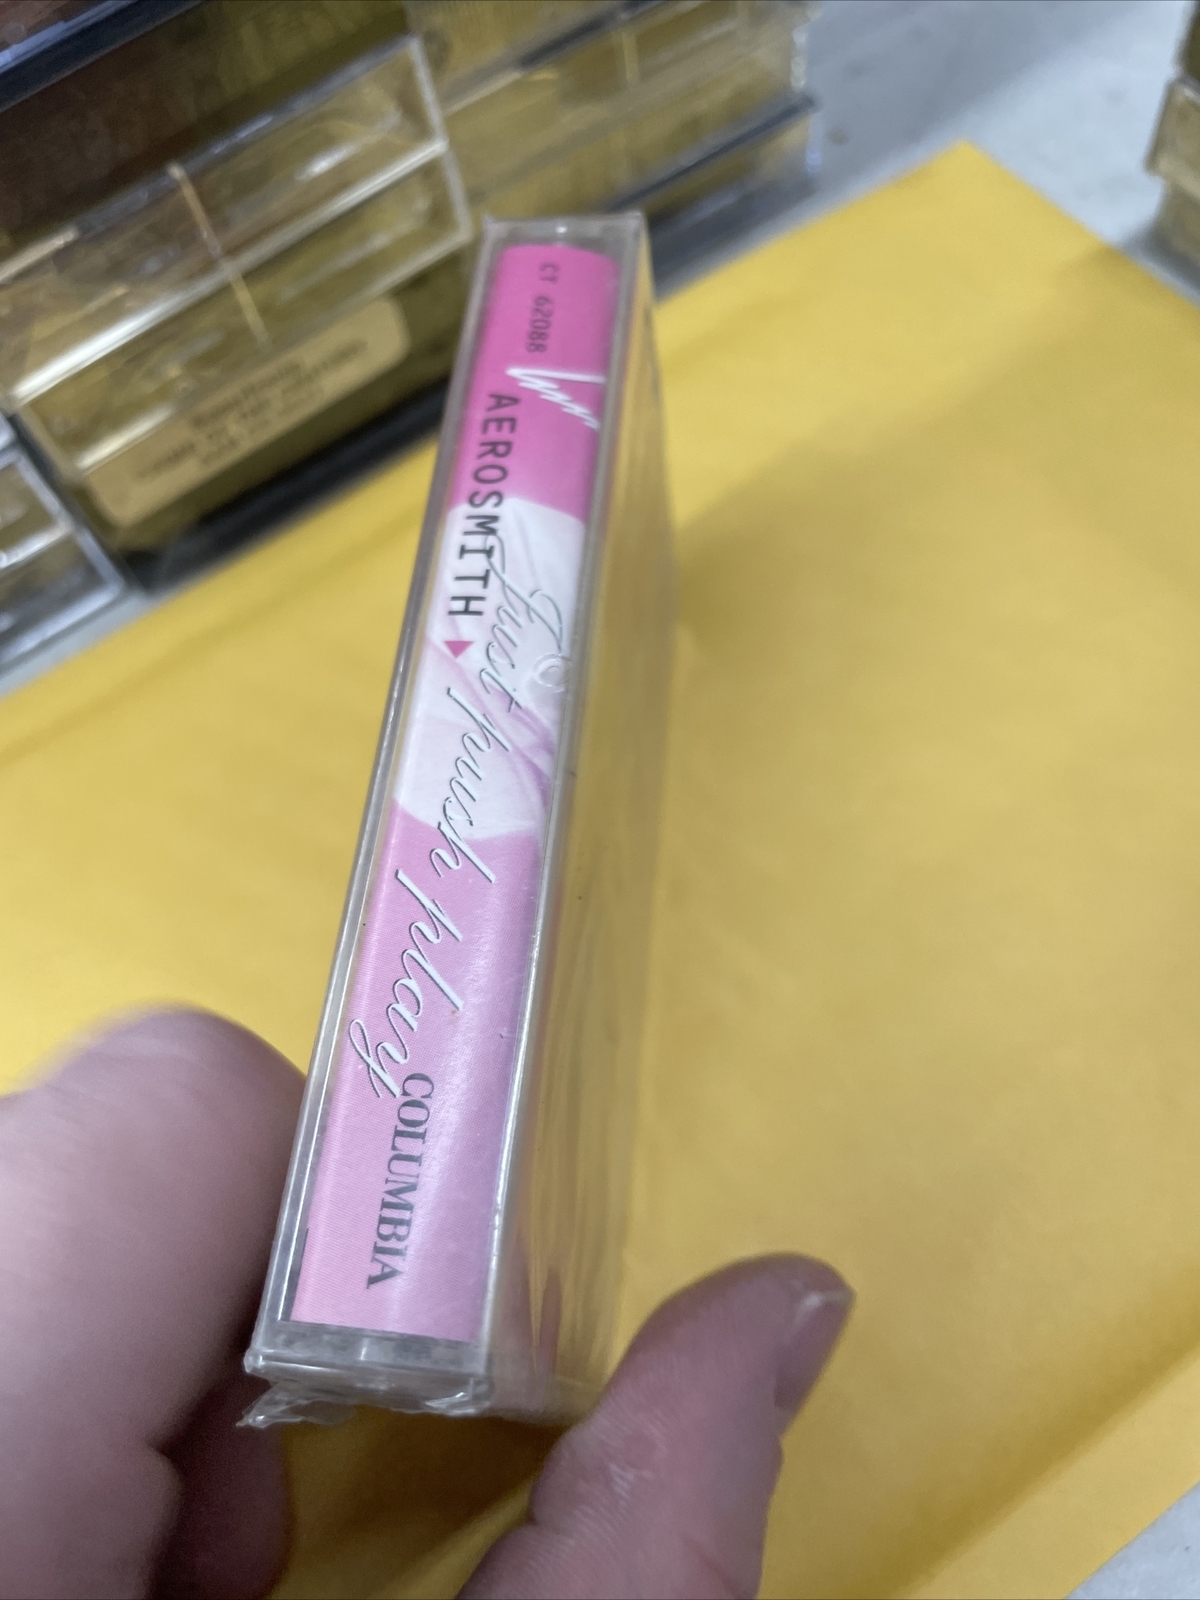 CT 62088
AEROSMITH
Just push play
COLUMBIA